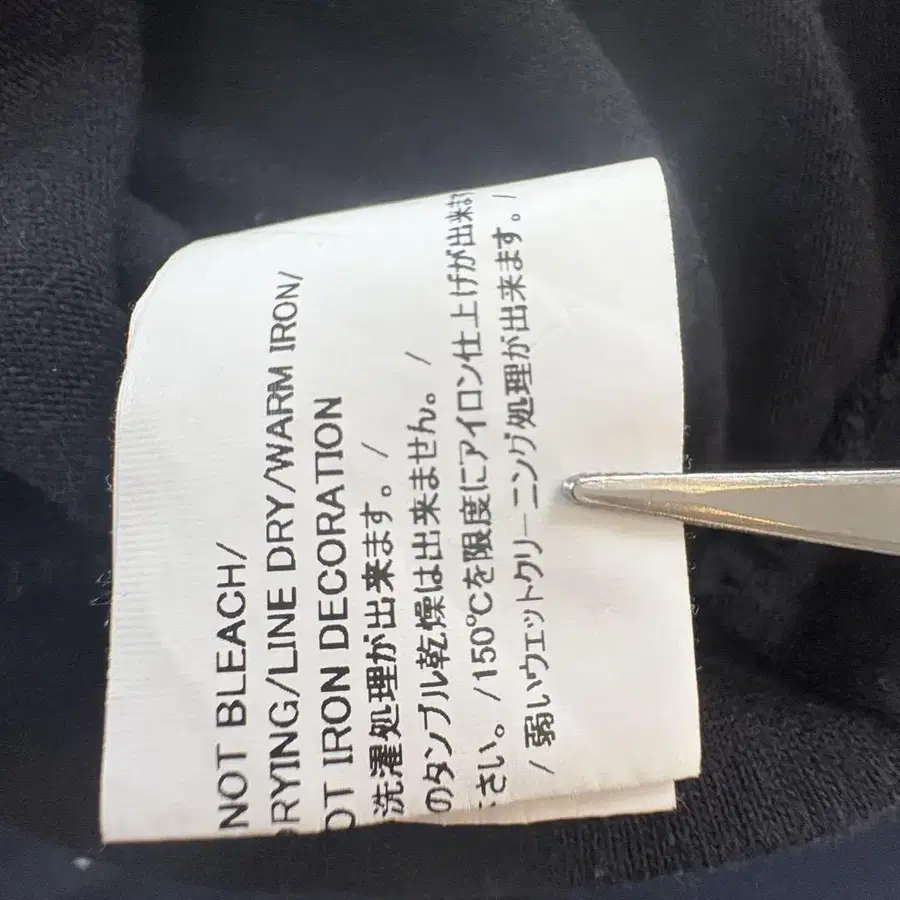 NOT BLEACH/
RYING/LINE DRY/WARM IRON/
OT IRON DECORATION
洗濯処理が出来ます。 /
のタンブル乾燥は出来ません。 /
さい。/150℃を限度にアイロン仕上げが出来ます
/ 弱いウェットクリーニング処理が出来ます。/